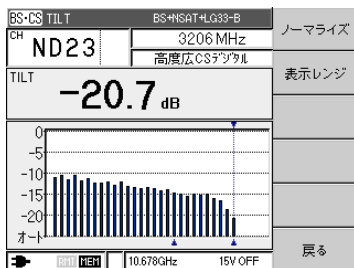 BS・CS TILT BS+NSAT+LG33-B
CH ND23 3206 MHz
高度広CSデジタル
TILT
-20.7 dB
0
-5
-10
-15
-20
オート
RMT MEM 10.678GHz 15V OFF
ノーマライズ
表示レンジ
戻る